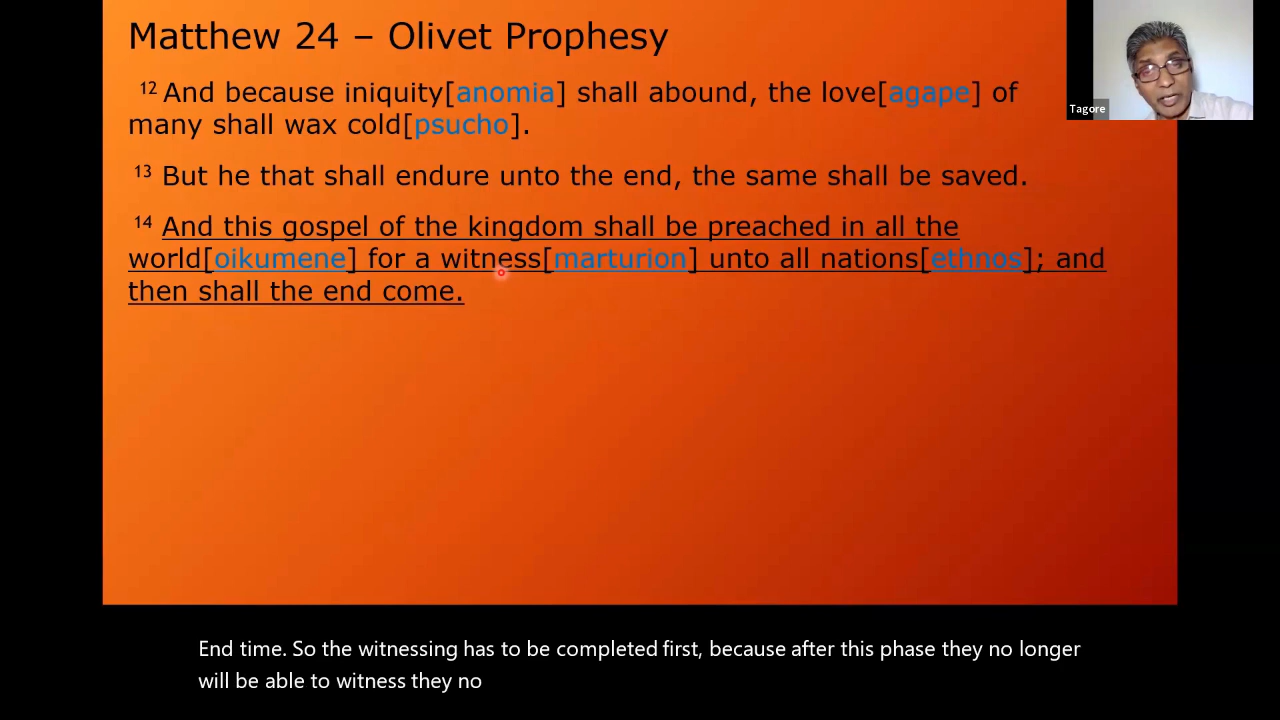 Matthew 24 – Olivet Prophesy
12 And because iniquity[anomia] shall abound, the love[agape] of
many shall wax cold[psucho].
13 But he that shall endure unto the end, the same shall be saved.
14 And this gospel of the kingdom shall be preached in all the
world[oikumene] for a witness[marturion] unto all nations[ethnos]; and
then shall the end come.
Tagore
End time. So the witnessing has to be completed first, because after this phase they no longer
will be able to witness they no